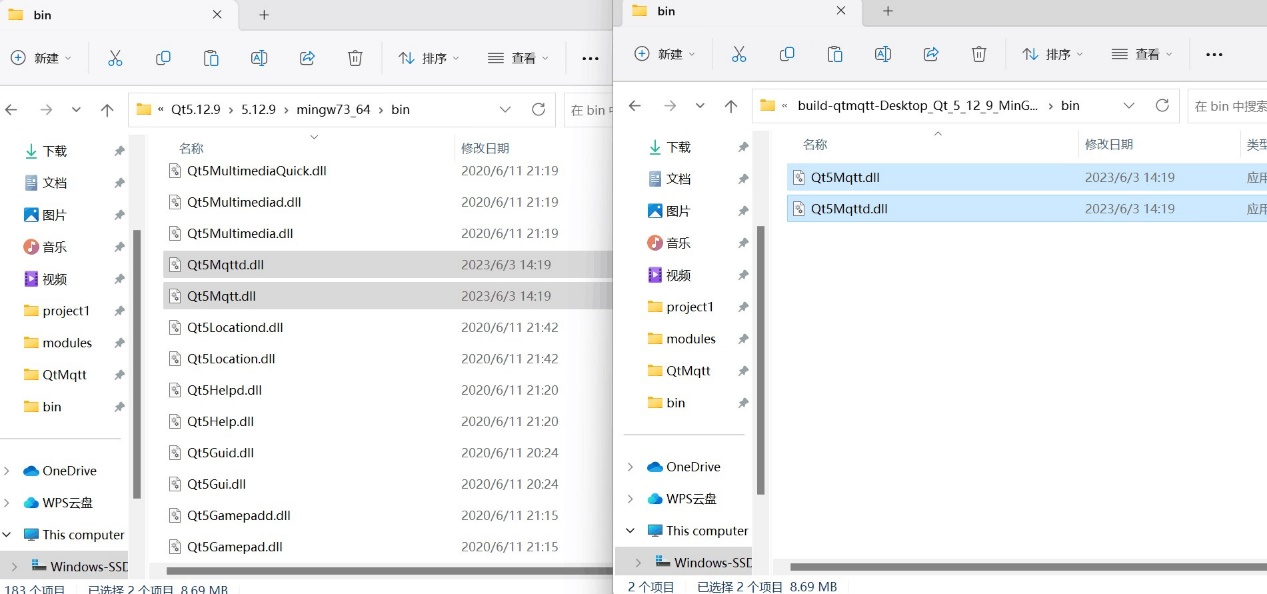 bin
新建
排序
查看
« Qt5.12.9 › 5.12.9 › mingw73_64 › bin
在 bin 中
下载
文档
图片
音乐
视频
project1
modules
QtMqtt
bin
OneDrive
WPS云盘
This computer
Windows-SSD
名称 修改日期
Qt5MultimediaQuick.dll 2020/6/11 21:19
Qt5Multimediad.dll 2020/6/11 21:19
Qt5Multimedia.dll 2020/6/11 21:19
Qt5Mqttd.dll 2023/6/3 14:19
Qt5Mqtt.dll 2023/6/3 14:19
Qt5Locationd.dll 2020/6/11 21:42
Qt5Location.dll 2020/6/11 21:42
Qt5Helpd.dll 2020/6/11 21:20
Qt5Help.dll 2020/6/11 21:20
Qt5Guid.dll 2020/6/11 20:24
Qt5Gui.dll 2020/6/11 20:24
Qt5Gamepadd.dll 2020/6/11 21:15
Qt5Gamepad.dll 2020/6/11 21:15
183 个项目 已选择 2 个项目 8.69 MB
bin
新建
排序
查看
« build-qtmqtt-Desktop_Qt_5_12_9_MinG... › bin
在 bin 中搜索
下载
文档
图片
音乐
视频
project1
modules
QtMqtt
bin
OneDrive
WPS云盘
This computer
Windows-SSD
名称 修改日期 类型
Qt5Mqtt.dll 2023/6/3 14:19 应用
Qt5Mqttd.dll 2023/6/3 14:19 应用
2 个项目 已选择 2 个项目 8.69 MB